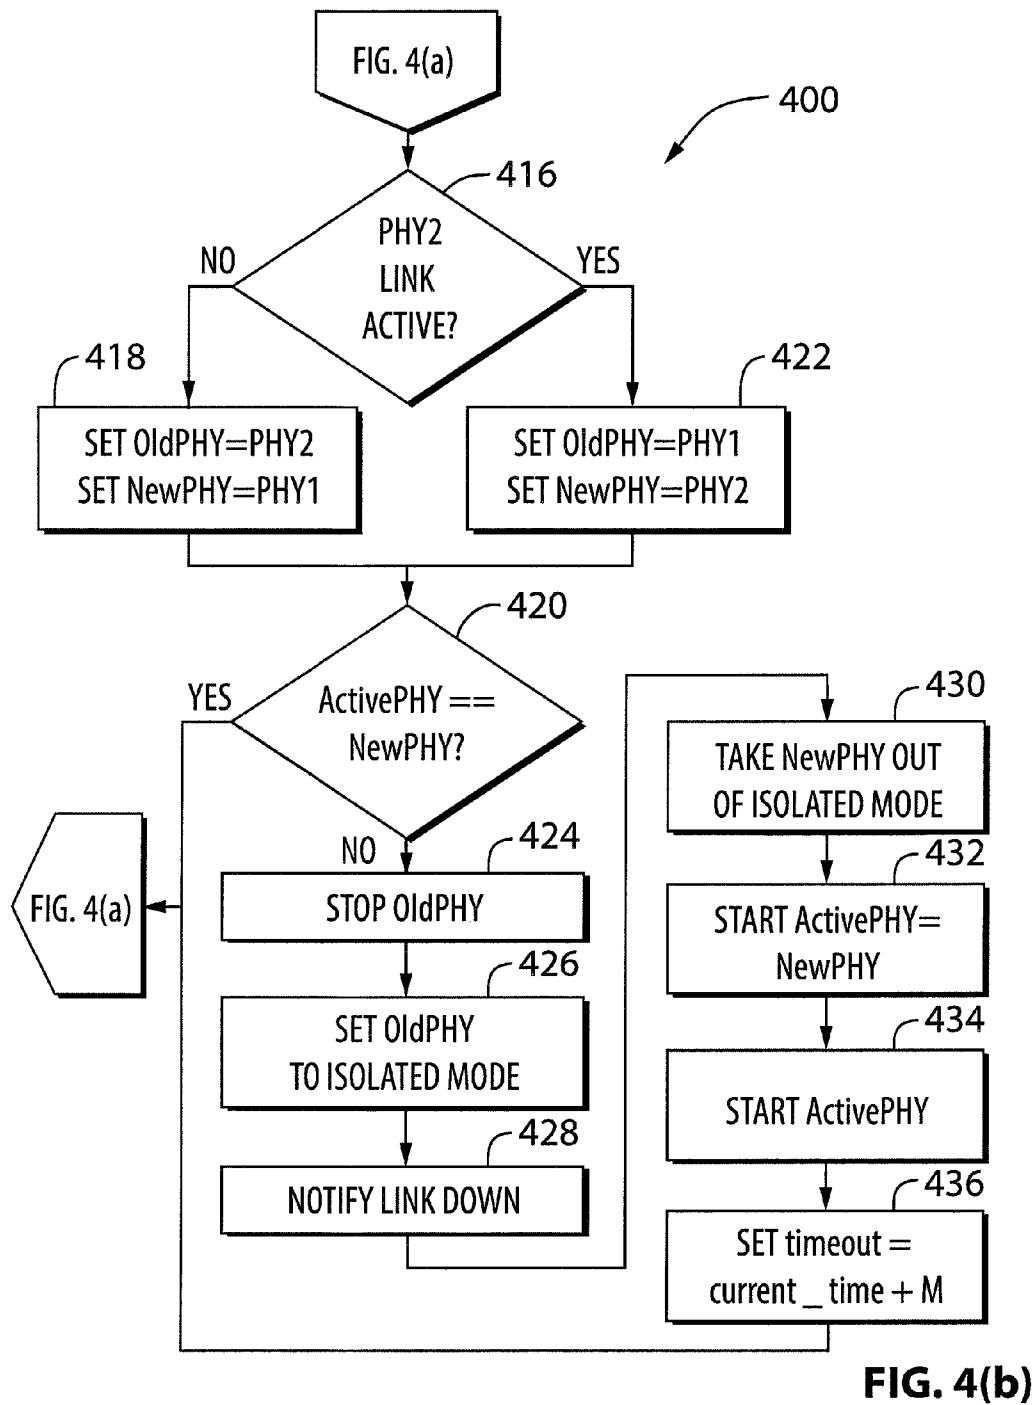 FIG. 4(a)
400
416
PHY2
LINK
ACTIVE?
NO
YES
418
422
SET OldPHY=PHY2
SET NewPHY=PHY1
SET OldPHY=PHY1
SET NewPHY=PHY2
420
ActivePHY ==
NewPHY?
YES
NO
FIG. 4(a)
424
STOP OldPHY
426
SET OldPHY
TO ISOLATED MODE
428
NOTIFY LINK DOWN
430
TAKE NewPHY OUT
OF ISOLATED MODE
432
START ActivePHY=
NewPHY
434
START ActivePHY
436
SET timeout =
current _ time + M
FIG. 4(b)